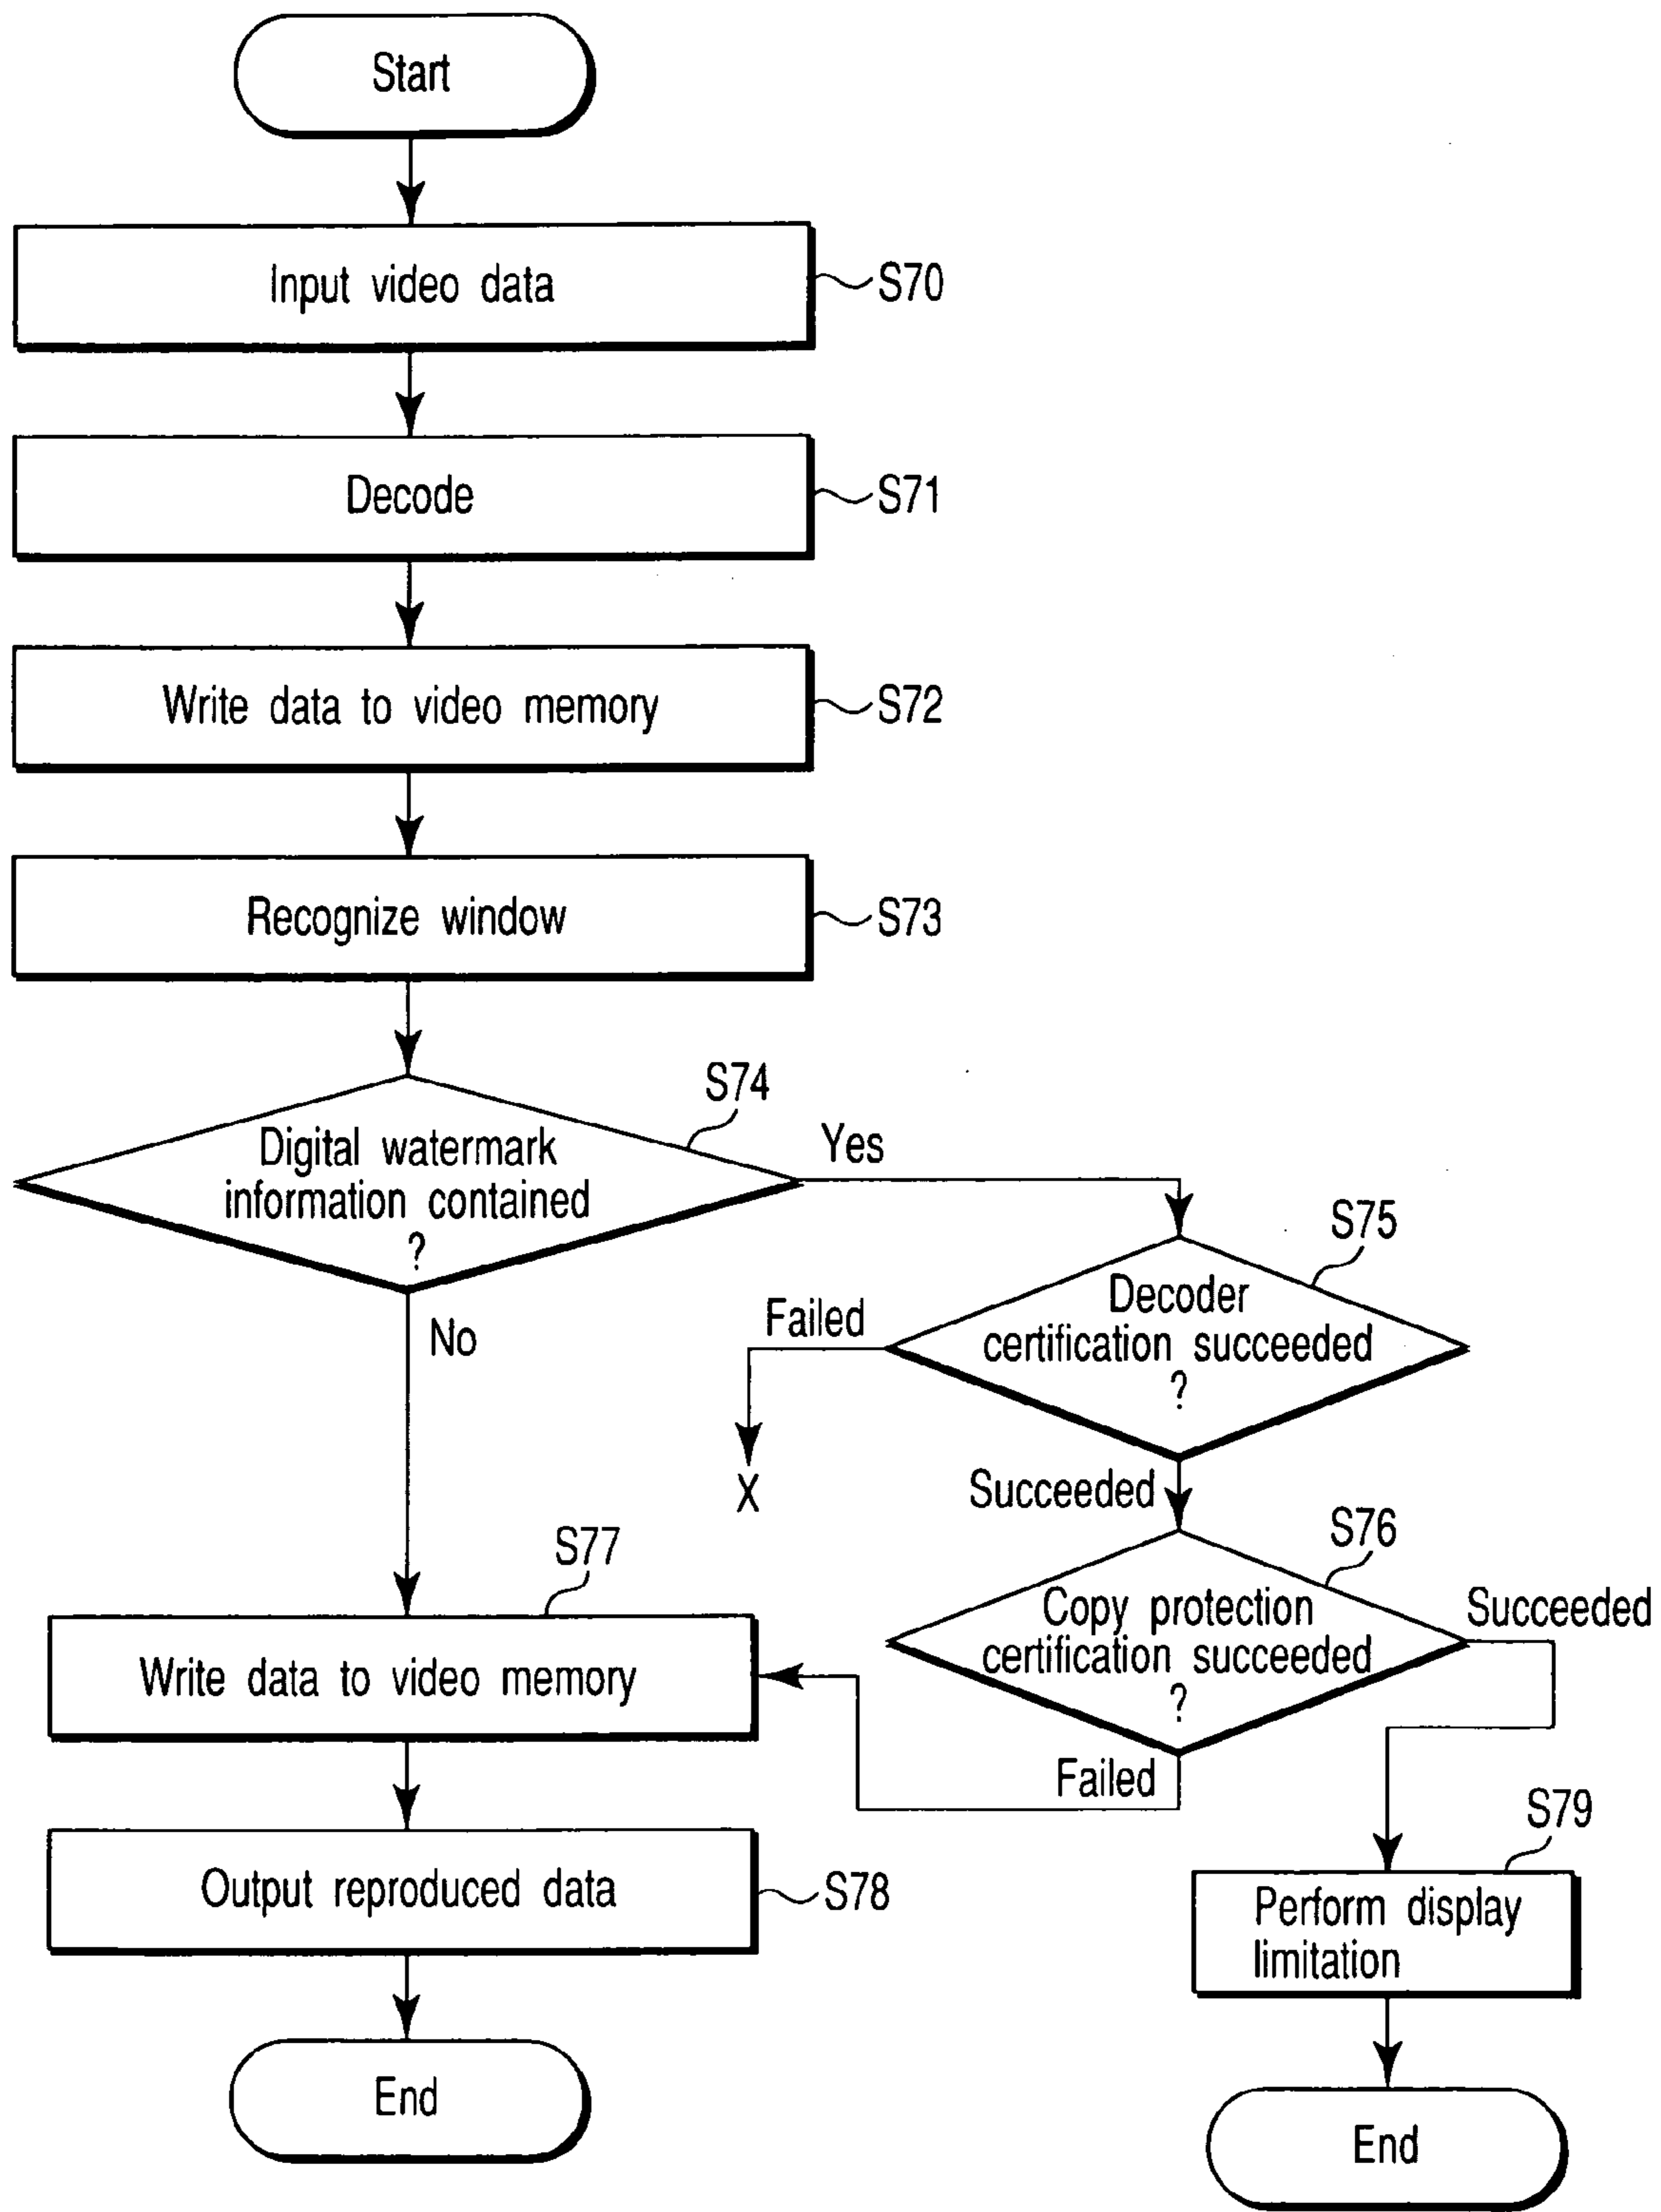 Start
Input video data
S70
Decode
S71
Write data to video memory
S72
Recognize window
S73
S74
Digital watermark
information contained
?
Yes
No
S75
Decoder
certification succeeded
?
Failed
X
Succeeded
S76
Copy protection
certification succeeded
?
Succeeded
Failed
S77
Write data to video memory
Output reproduced data
S78
S79
Perform display
limitation
End
End